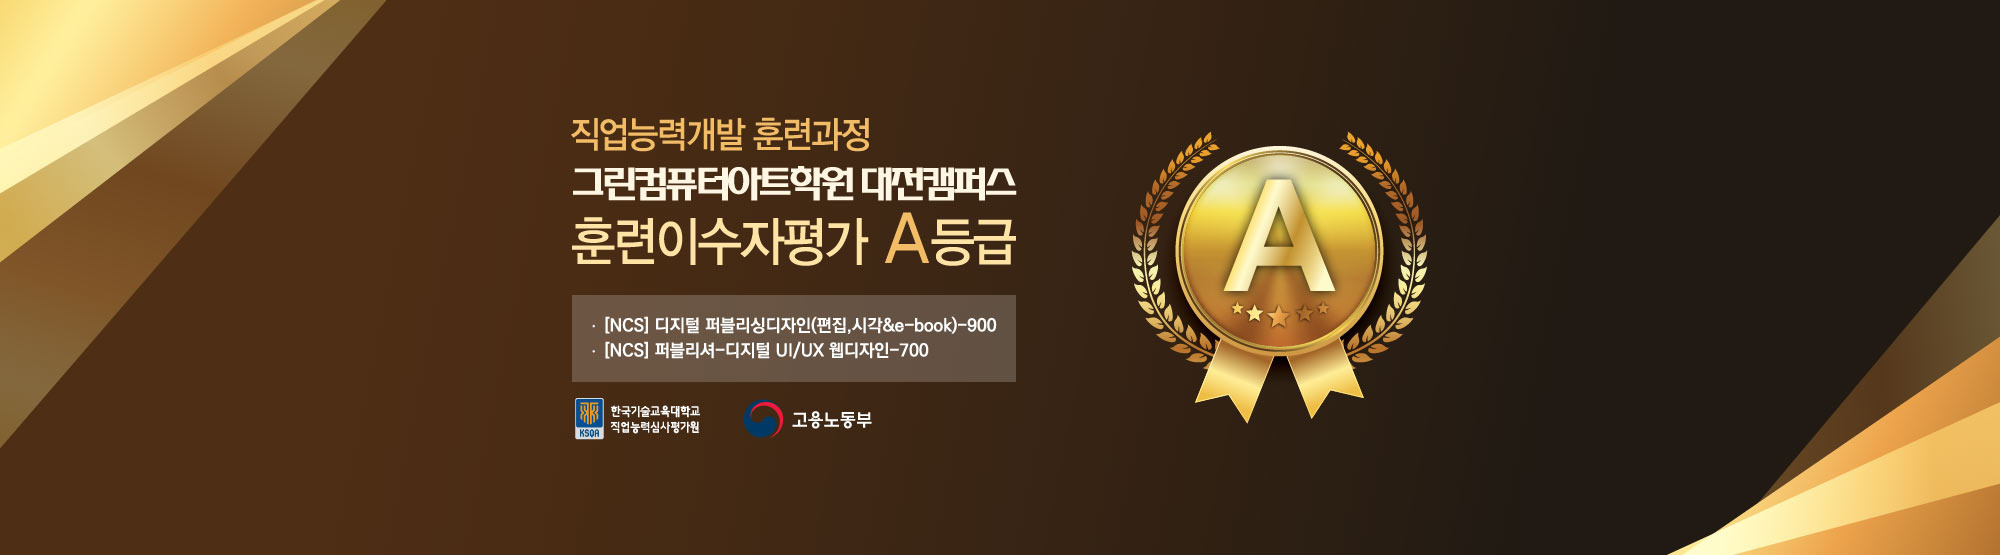 직업능력개발 훈련과정
그린컴퓨터아트학원 대전캠퍼스
훈련이수자평가 A등급
· [NCS] 디지털 퍼블리싱디자인(편집,시각&e-book)-900
· [NCS] 퍼블리셔-디지털 UI/UX 웹디자인-700
KSQA
한국기술교육대학교
직업능력심사평가원
고용노동부
A